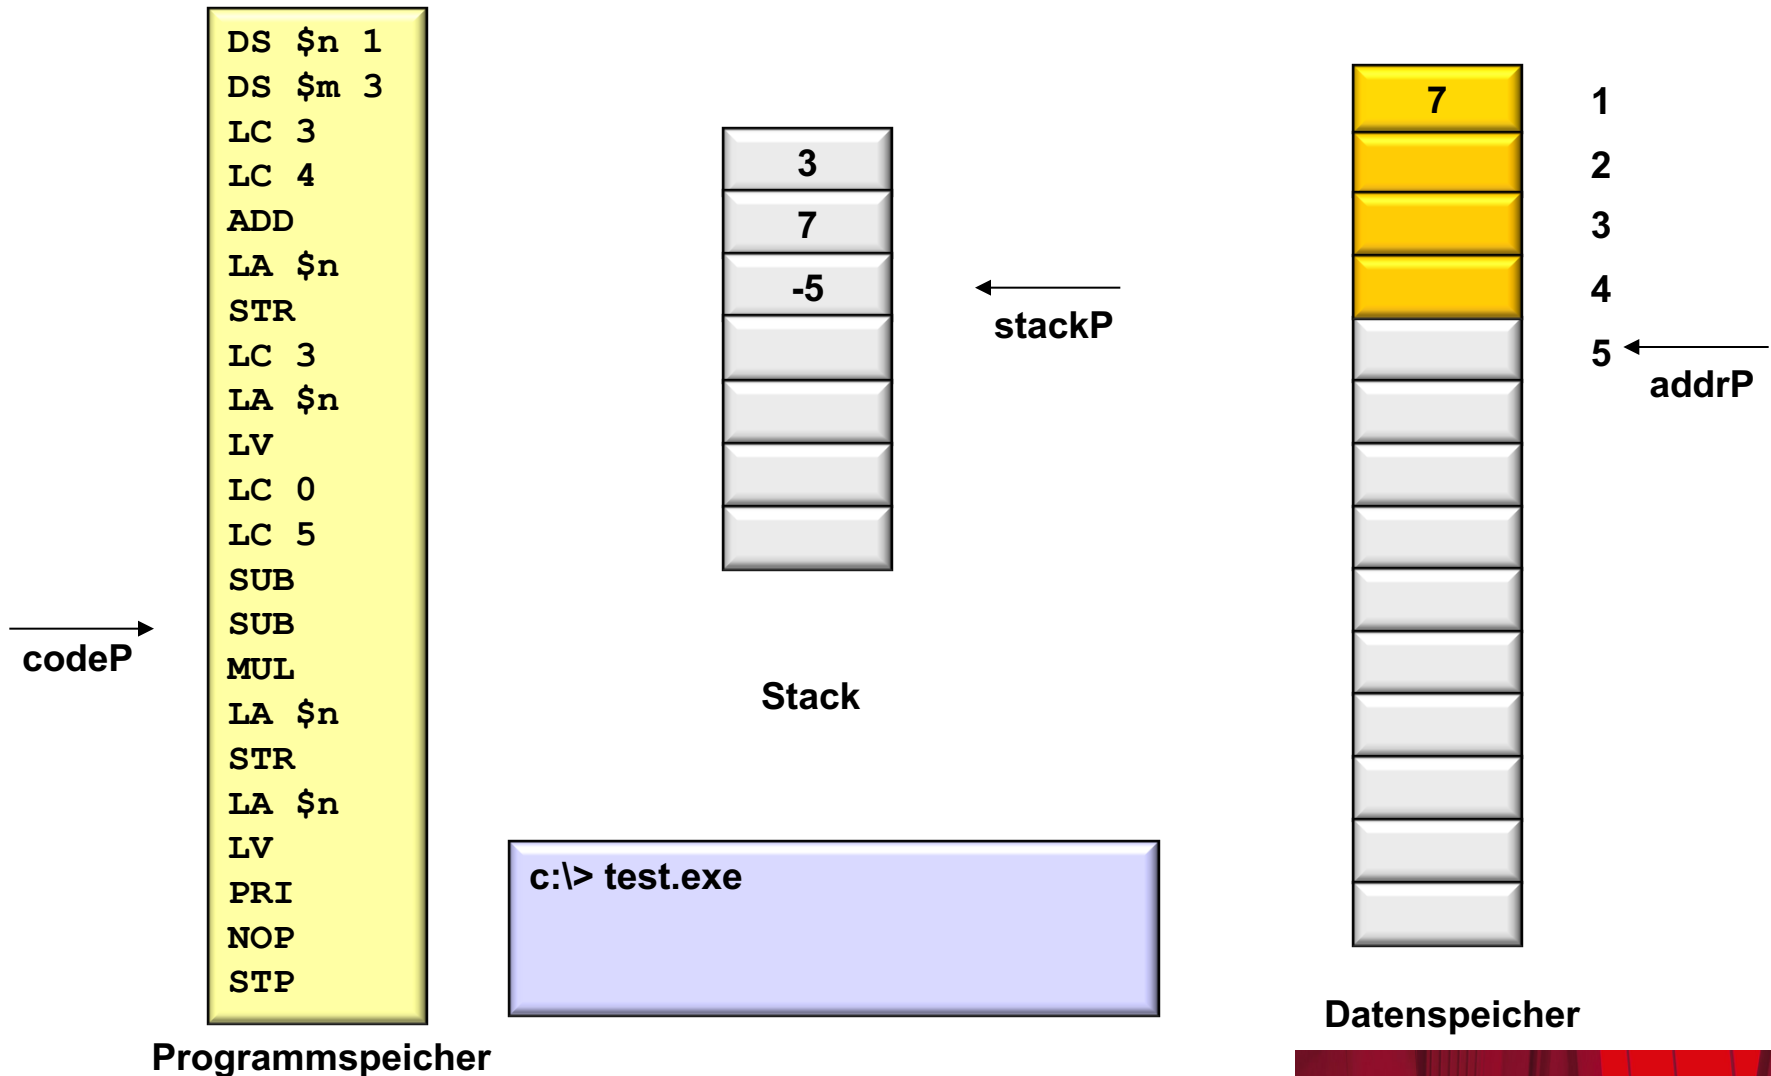 DS $n 1
DS $m 3
LC 3
LC 4
ADD
LA $n
STR
LC 3
LA $n
LV
LC 0
LC 5
SUB
SUB
MUL
LA $n
STR
LA $n
LV
PRI
NOP
STP
codeP
Programmspeicher
3
7
-5
stackP
Stack
c:\> test.exe
7
1
2
3
4
5
addrP
Datenspeicher